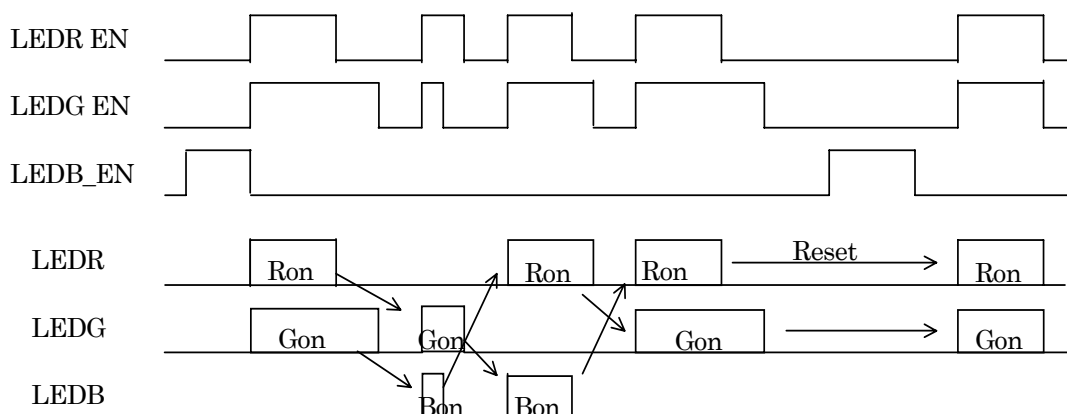 LEDR EN
LEDG EN
LEDB_EN
LEDR Ron Ron Ron Reset Ron
LEDG Gon Gon Gon Gon
LEDB Bon Bon